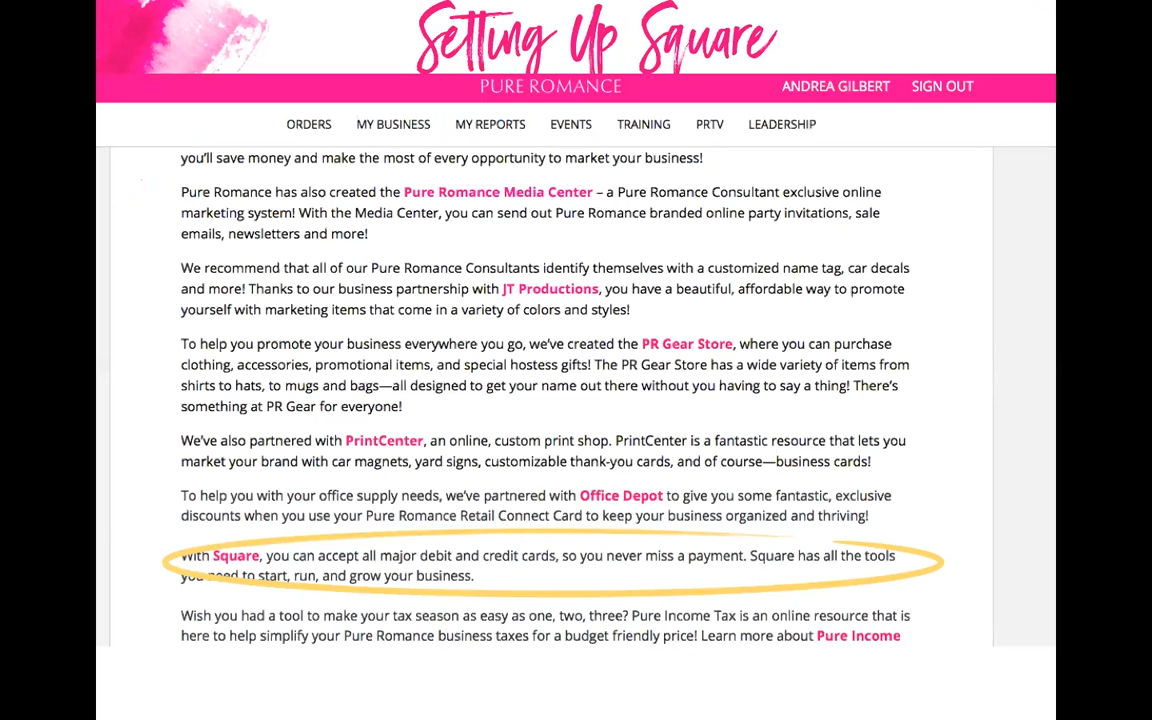 Setting Up Square
PURE ROMANCE
ANDREA GILBERT SIGN OUT
ORDERS MY BUSINESS MY REPORTS EVENTS TRAINING PRTV LEADERSHIP
you'll save money and make the most of every opportunity to market your business!
Pure Romance has also created the Pure Romance Media Center – a Pure Romance Consultant exclusive online
marketing system! With the Media Center, you can send out Pure Romance branded online party invitations, sale
emails, newsletters and more!
We recommend that all of our Pure Romance Consultants identify themselves with a customized name tag, car decals
and more! Thanks to our business partnership with JT Productions, you have a beautiful, affordable way to promote
yourself with marketing items that come in a variety of colors and styles!
To help you promote your business everywhere you go, we've created the PR Gear Store, where you can purchase
clothing, accessories, promotional items, and special hostess gifts! The PR Gear Store has a wide variety of items from
shirts to hats, to mugs and bags—all designed to get your name out there without you having to say a thing! There's
something at PR Gear for everyone!
We've also partnered with PrintCenter, an online, custom print shop. PrintCenter is a fantastic resource that lets you
market your brand with car magnets, yard signs, customizable thank-you cards, and of course—business cards!
To help you with your office supply needs, we've partnered with Office Depot to give you some fantastic, exclusive
discounts when you use your Pure Romance Retail Connect Card to keep your business organized and thriving!
With Square, you can accept all major debit and credit cards, so you never miss a payment. Square has all the tools
you need to start, run, and grow your business.
Wish you had a tool to make your tax season as easy as one, two, three? Pure Income Tax is an online resource that is
here to help simplify your Pure Romance business taxes for a budget friendly price! Learn more about Pure Income